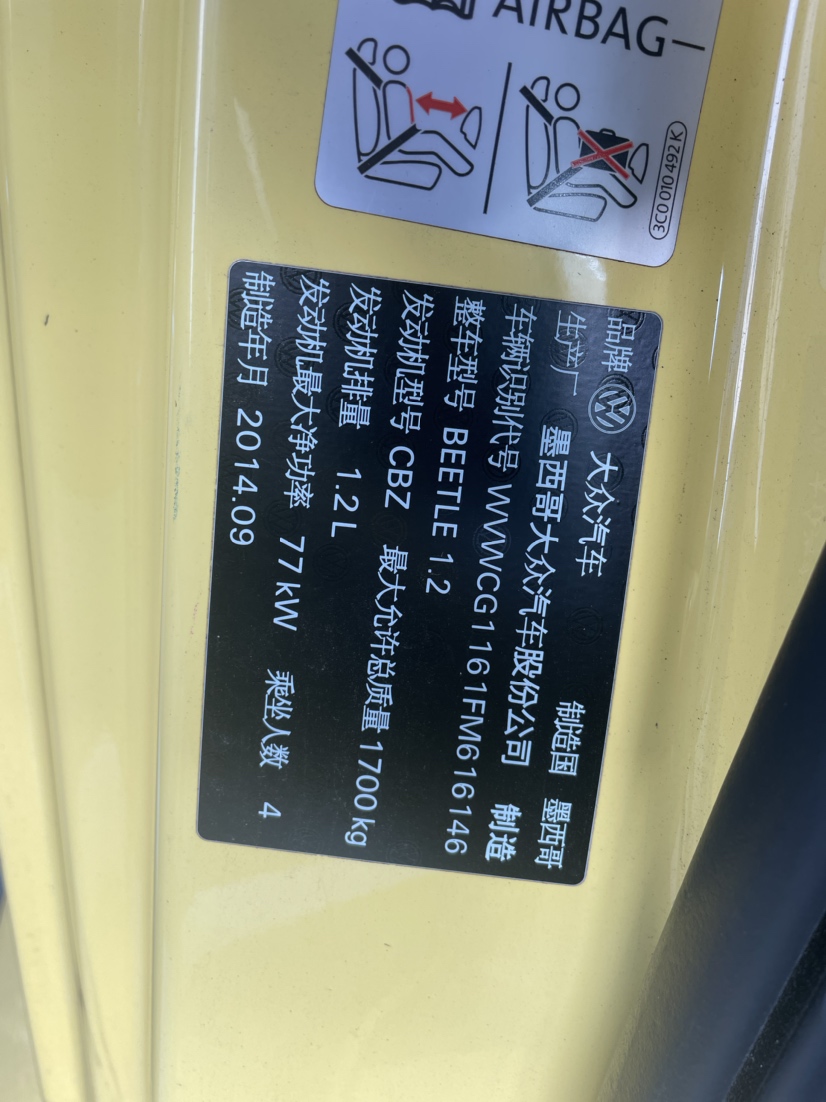 AIRBAG
3C0 010 492 K
品牌 大众汽车 制造国 墨西哥
生产厂 墨西哥大众汽车股份公司 制造
车辆识别代号 WVWCG1161FM616146
整车型号 BEETLE 1.2
发动机型号 CBZ 最大允许总质量 1700kg
发动机排量 1.2L
发动机最大净功率 77kW 乘坐人数 4
制造年月 2014.09